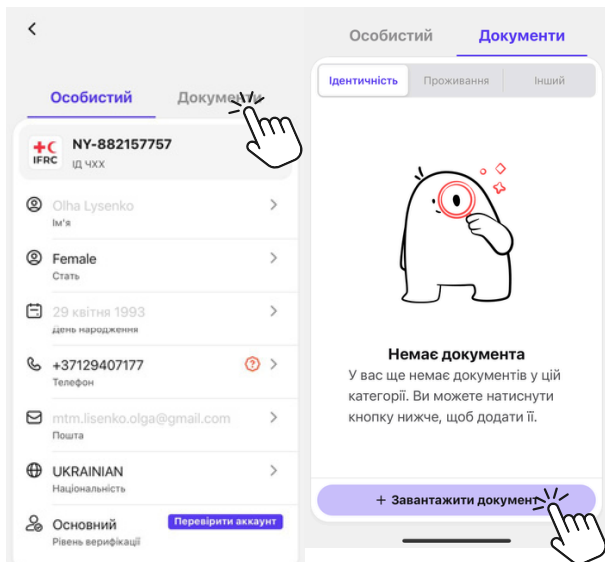 Особистий Документи
IFRC
NY-882157757
ІД ЧХХ
Olha Lysenko
Ім'я
Female
Стать
29 квітня 1993
День народження
+37129407177
Телефон
mtm.lisenko.olga@gmail.com
Пошта
UKRAINIAN
Національність
Основний
Перевірити аккаунт
Рівень верифікації
Особистий Документи
Ідентичність Проживання Інший
Немає документа
У вас ще немає документів у цій
категорії. Ви можете натиснути
кнопку нижче, щоб додати її.
+ Завантажити документ